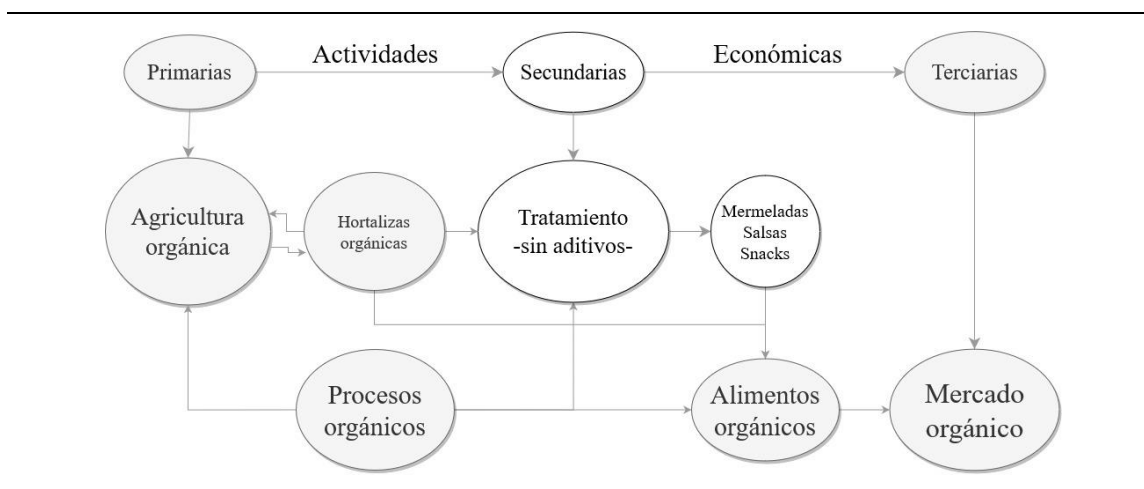 Primarias
Actividades
Secundarias
Económicas
Terciarias
Agricultura
orgánica
Hortalizas
orgánicas
Tratamiento
-sin aditivos-
Mermeladas
Salsas
Snacks
Procesos
orgánicos
Alimentos
orgánicos
Mercado
orgánico